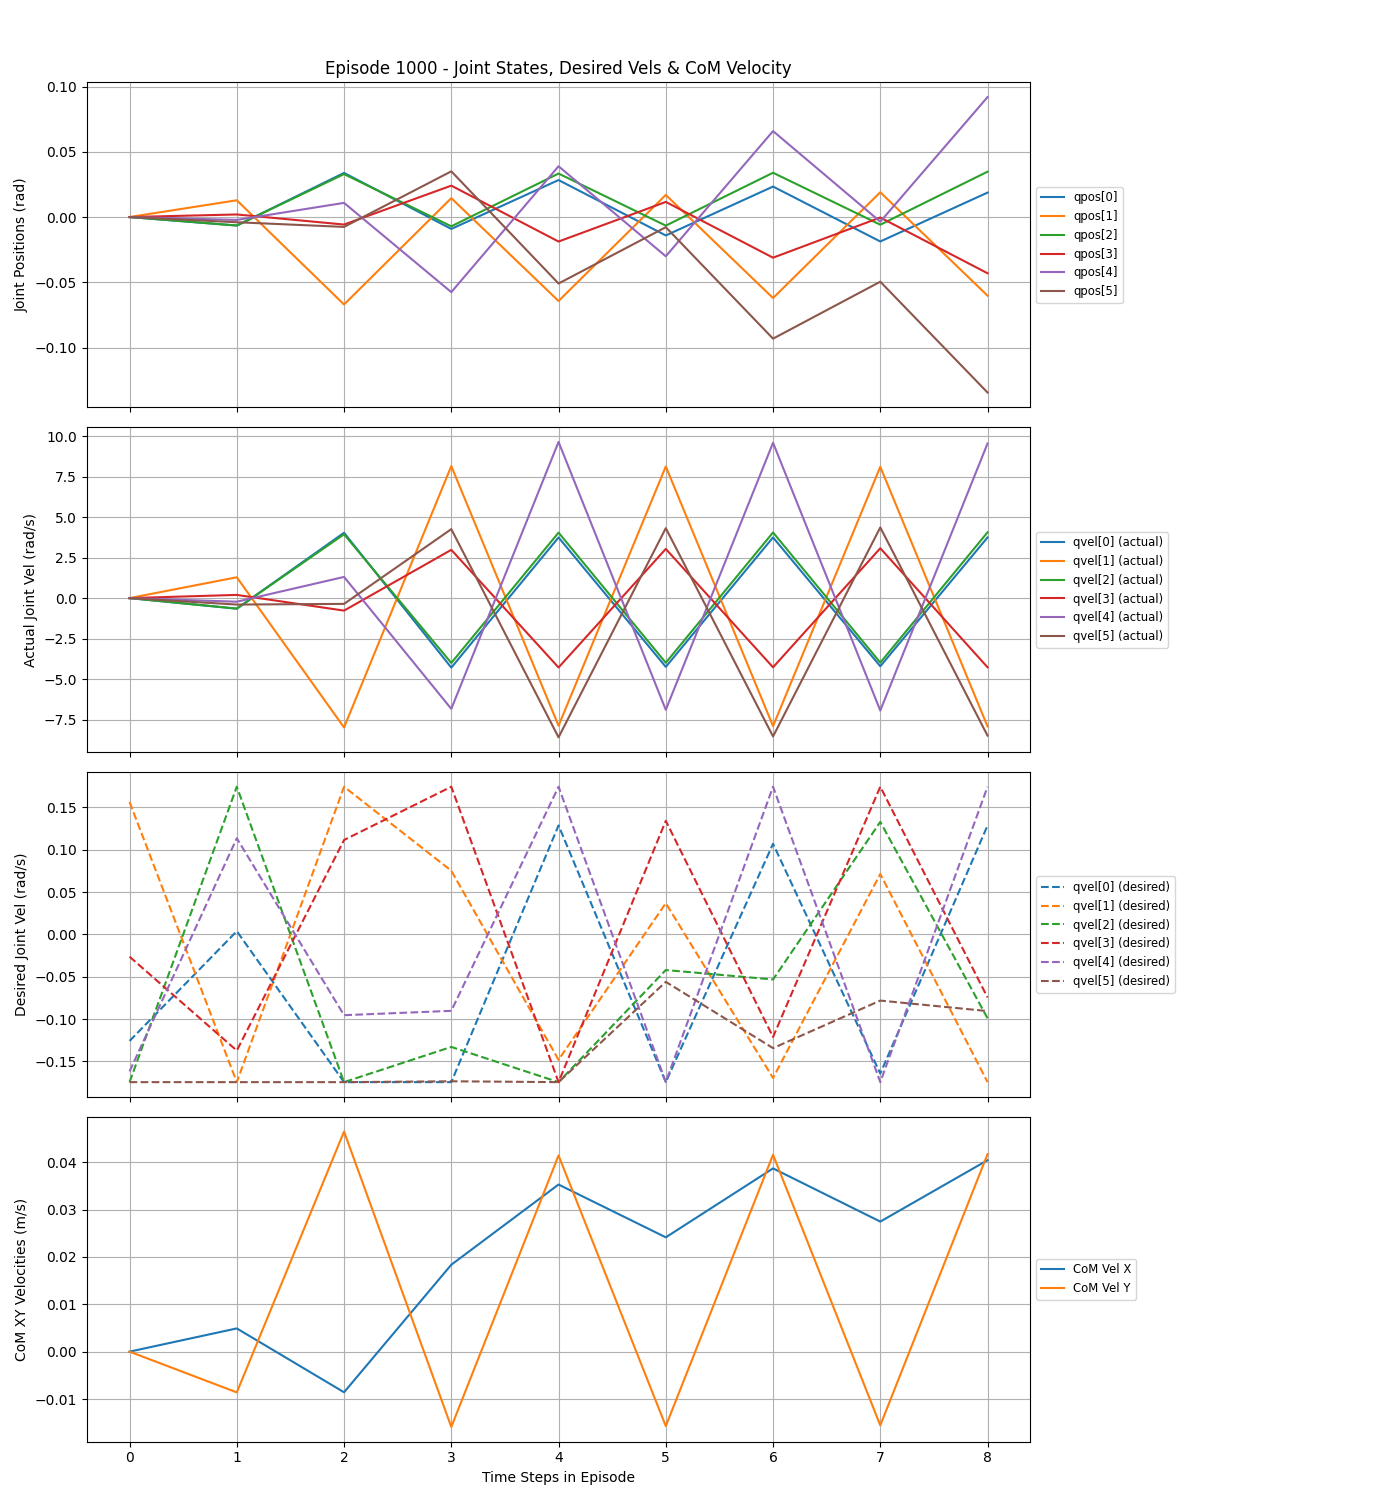 Episode 1000 - Joint States, Desired Vels & CoM Velocity
Joint Positions (rad)
0.10
0.05
0.00
−0.05
−0.10
qpos[0]
qpos[1]
qpos[2]
qpos[3]
qpos[4]
qpos[5]
Actual Joint Vel (rad/s)
10.0
7.5
5.0
2.5
0.0
−2.5
−5.0
−7.5
qvel[0] (actual)
qvel[1] (actual)
qvel[2] (actual)
qvel[3] (actual)
qvel[4] (actual)
qvel[5] (actual)
Desired Joint Vel (rad/s)
0.15
0.10
0.05
0.00
−0.05
−0.10
−0.15
qvel[0] (desired)
qvel[1] (desired)
qvel[2] (desired)
qvel[3] (desired)
qvel[4] (desired)
qvel[5] (desired)
CoM XY Velocities (m/s)
0.04
0.03
0.02
0.01
0.00
−0.01
CoM Vel X
CoM Vel Y
0 1 2 3 4 5 6 7 8
Time Steps in Episode